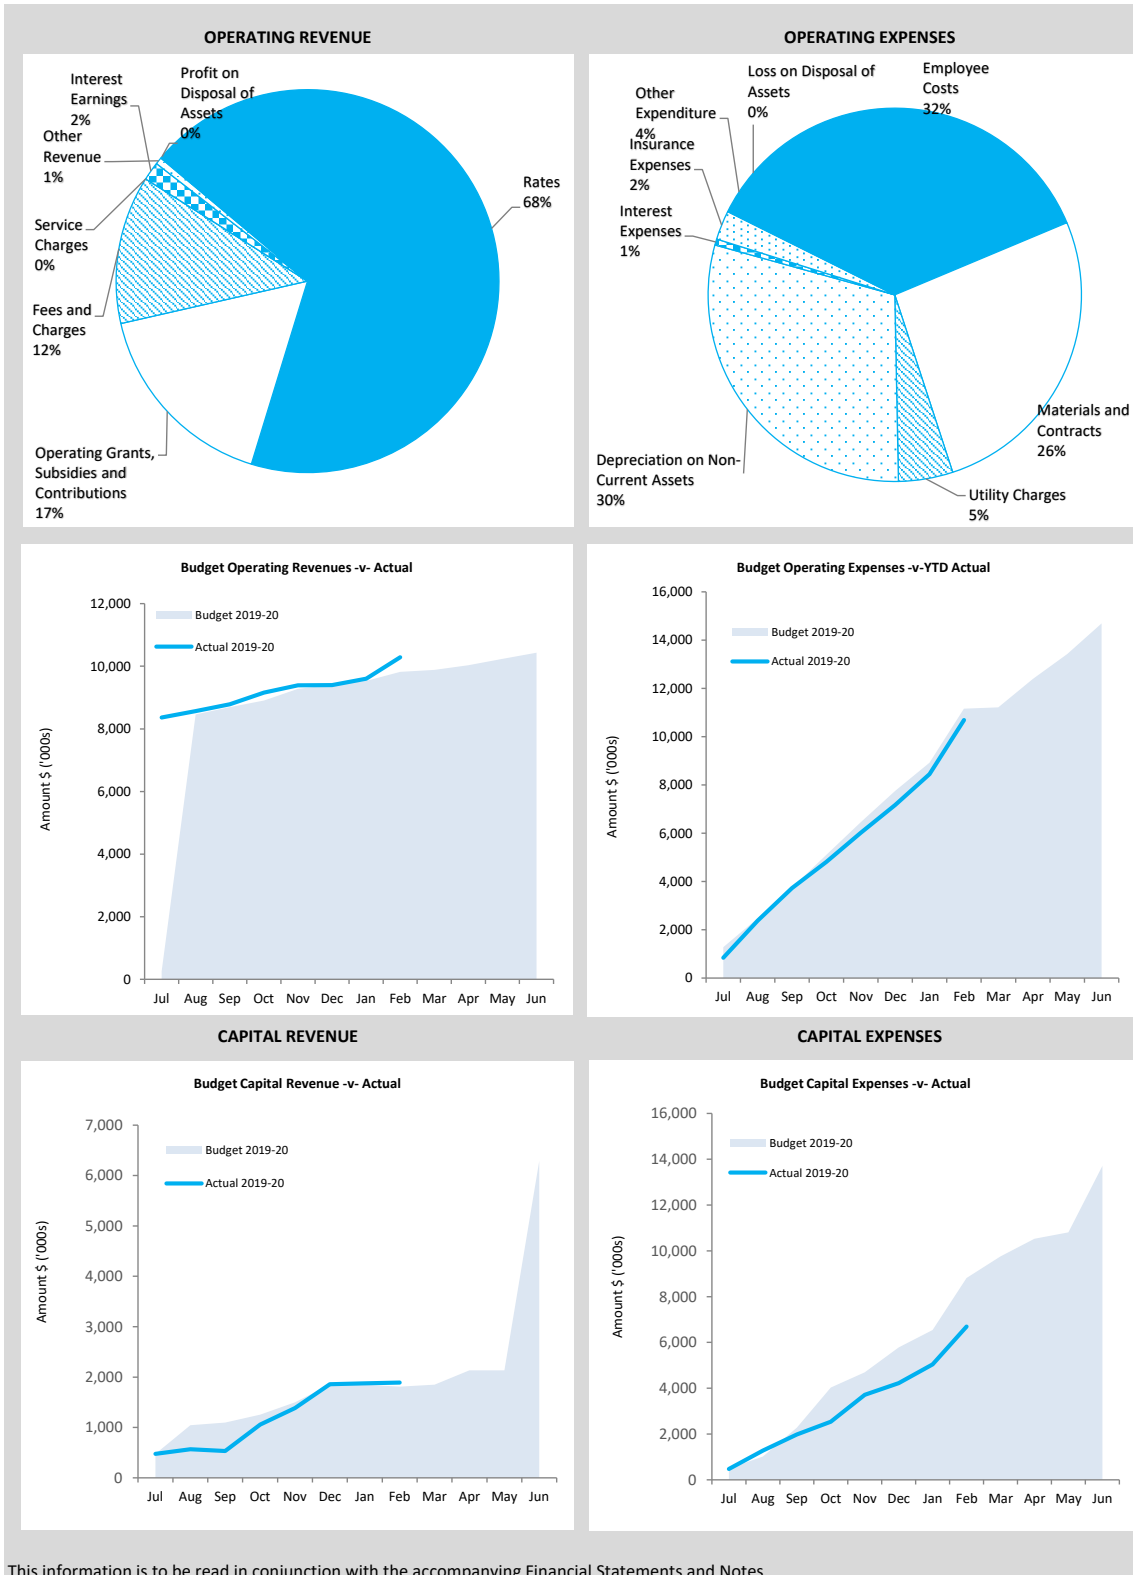 OPERATING REVENUE
Interest
Earnings
2%
Profit on
Disposal of
Assets
0%
Other
Revenue
1%
Rates
68%
Service
Charges
0%
Fees and
Charges
12%
Operating Grants,
Subsidies and
Contributions
17%
OPERATING EXPENSES
Loss on Disposal of
Assets
0%
Employee
Costs
32%
Other
Expenditure
4%
Insurance
Expenses
2%
Interest
Expenses
1%
Materials and
Contracts
26%
Depreciation on Non-
Current Assets
30%
Utility Charges
5%
Budget Operating Revenues -v- Actual
Budget 2019-20
Actual 2019-20
Amount $ ('000s)
12,000
10,000
8,000
6,000
4,000
2,000
0
Jul Aug Sep Oct Nov Dec Jan Feb Mar Apr May Jun
Budget Operating Expenses -v-YTD Actual
Budget 2019-20
Actual 2019-20
Amount $ ('000s)
16,000
14,000
12,000
10,000
8,000
6,000
4,000
2,000
0
Jul Aug Sep Oct Nov Dec Jan Feb Mar Apr May Jun
CAPITAL REVENUE
Budget Capital Revenue -v- Actual
Budget 2019-20
Actual 2019-20
Amount $ ('000s)
7,000
6,000
5,000
4,000
3,000
2,000
1,000
0
Jul Aug Sep Oct Nov Dec Jan Feb Mar Apr May Jun
CAPITAL EXPENSES
Budget Capital Expenses -v- Actual
Budget 2019-20
Actual 2019-20
Amount $ ('000s)
16,000
14,000
12,000
10,000
8,000
6,000
4,000
2,000
0
Jul Aug Sep Oct Nov Dec Jan Feb Mar Apr May Jun
This information is to be read in conjunction with the accompanying Financial Statements and Notes.